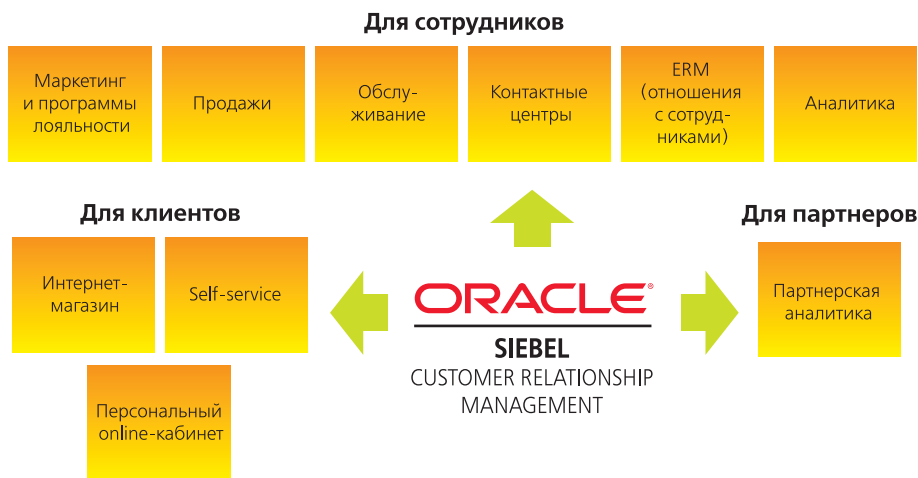 Для сотрудников
Маркетинг
и программы
лояльности
Продажи
Обслу-
живание
Контактные
центры
ERM
(отношения
с сотруд-
никами)
Аналитика
Для клиентов
Интернет-
магазин
Self-service
Персональный
online-кабинет
ORACLE®
SIEBEL
CUSTOMER RELATIONSHIP
MANAGEMENT
Для партнеров
Партнерская
аналитика